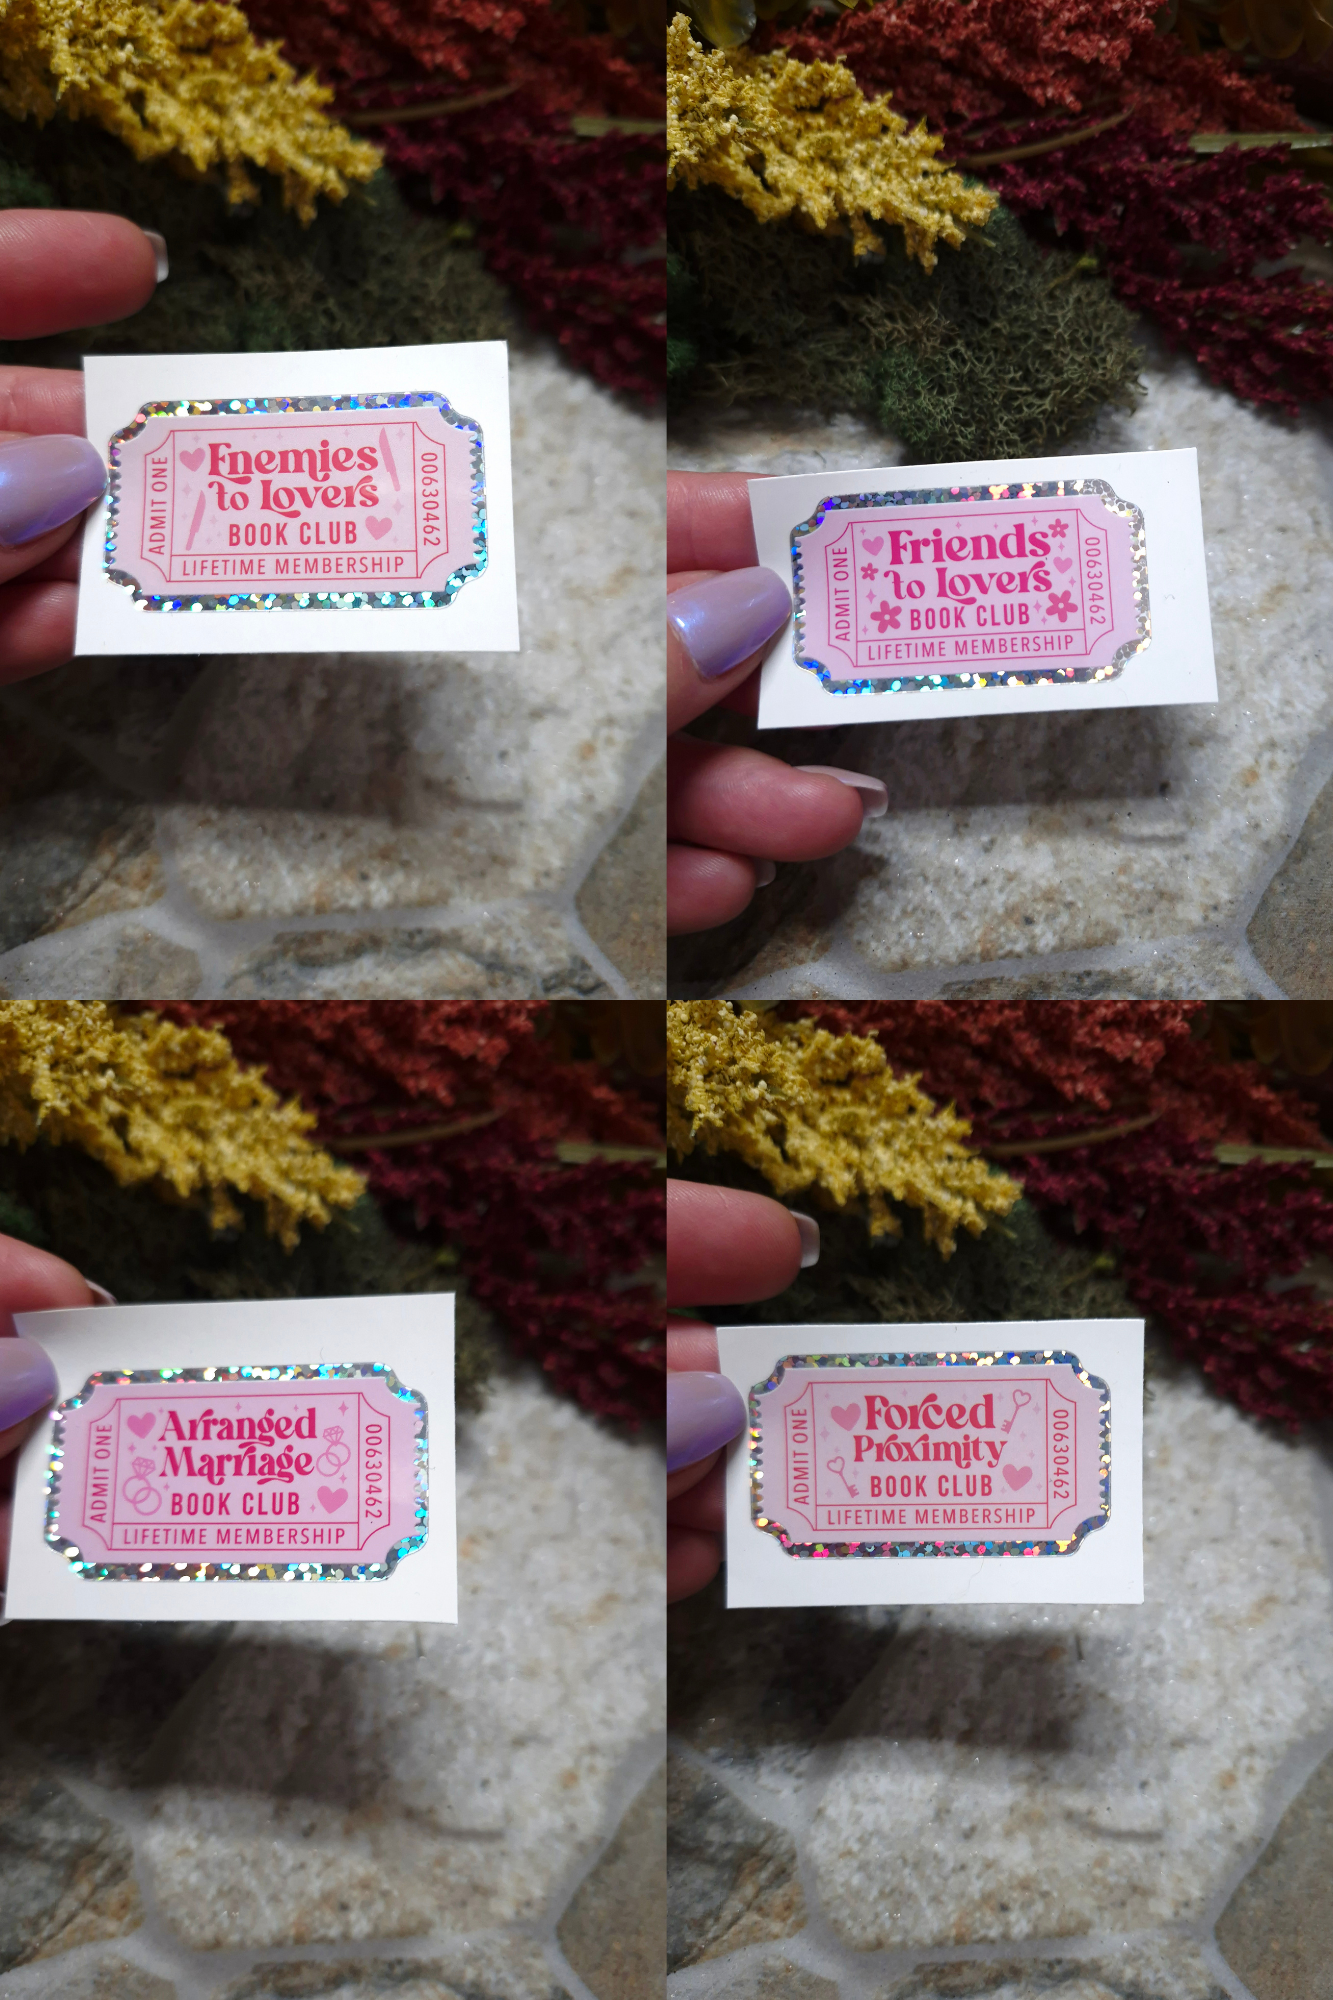 ADMIT ONE
Enemies
to Lovers
BOOK CLUB
LIFETIME MEMBERSHIP
00630462
ADMIT ONE
Friends
to Lovers
BOOK CLUB
LIFETIME MEMBERSHIP
00630462
ADMIT ONE
Arranged
Marriage
BOOK CLUB
LIFETIME MEMBERSHIP
00630462
ADMIT ONE
Forced
Proximity
BOOK CLUB
LIFETIME MEMBERSHIP
00630462